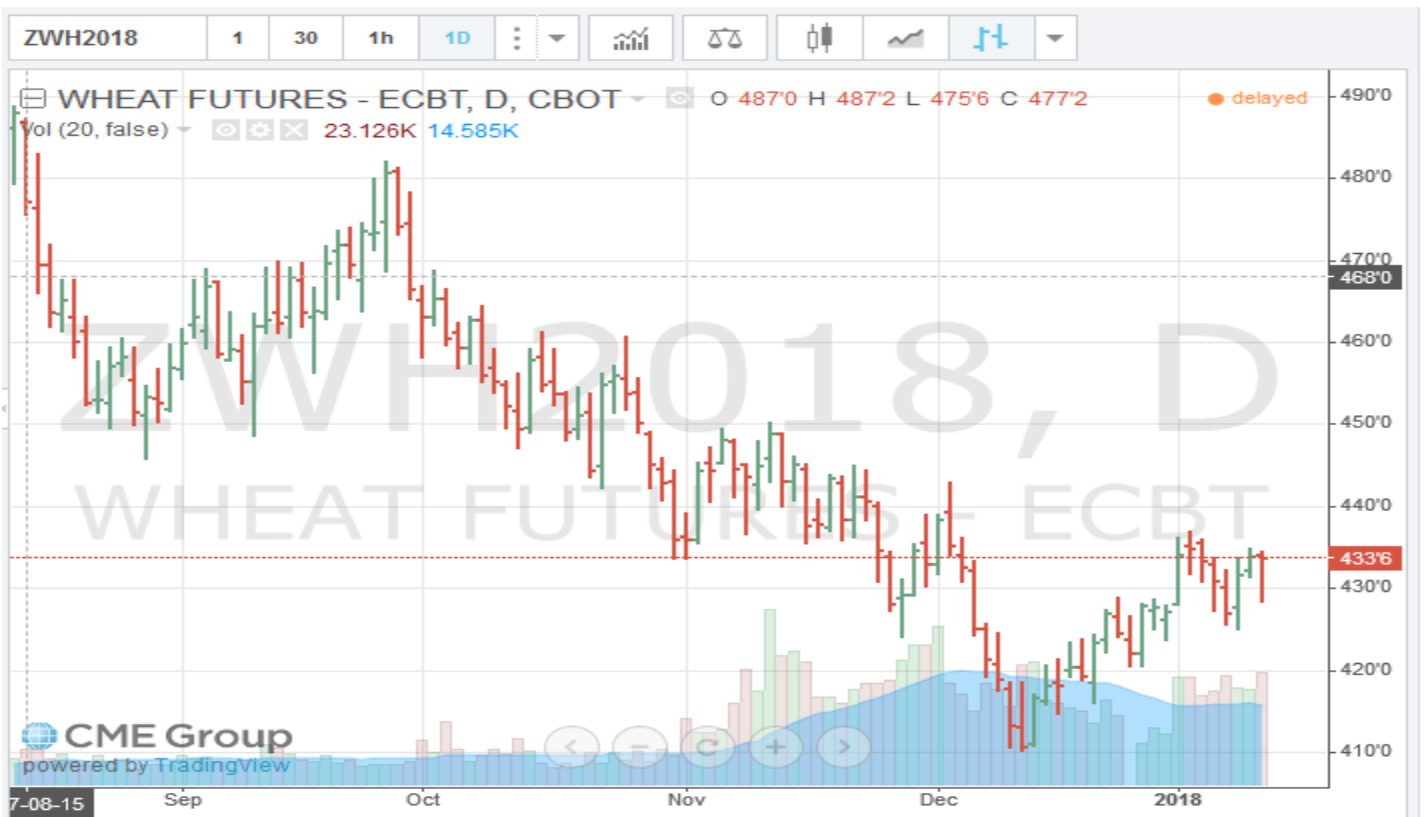 ZWH2018 1 30 1h 1D
WHEAT FUTURES - ECBT, D, CBOT O 487'0 H 487'2 L 475'6 C 477'2 delayed
Vol (20, false) 23.126K 14.585K
490'0
480'0
470'0
468'0
460'0
450'0
440'0
433'6
430'0
420'0
410'0
ZWH2018, D
WHEAT FUTURES - ECBT
CME Group
powered by TradingView
7-08-15 Sep Oct Nov Dec 2018